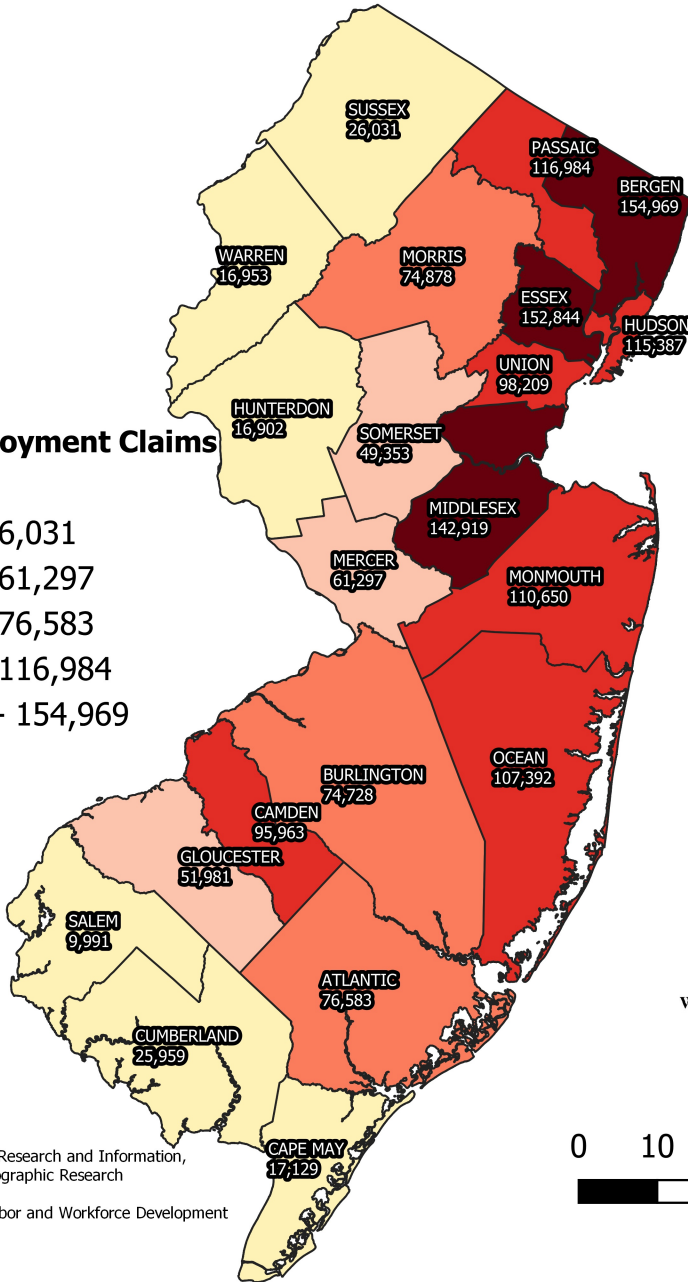 SUSSEX
26,031
PASSAIC
116,984
BERGEN
154,969
WARREN
16,953
MORRIS
74,878
ESSEX
152,844
HUDSON
115,387
UNION
98,209
HUNTERDON
16,902
SOMERSET
49,353
oyment Claims
MIDDLESEX
142,919
6,031
MERCER
61,297
61,297
MONMOUTH
110,650
76,583
116,984
- 154,969
OCEAN
107,392
BURLINGTON
74,728
CAMDEN
95,963
GLOUCESTER
51,981
SALEM
9,991
ATLANTIC
76,583
CUMBERLAND
25,959
CAPE MAY
17,129
Research and Information,
ographic Research
bor and Workforce Development
0 10